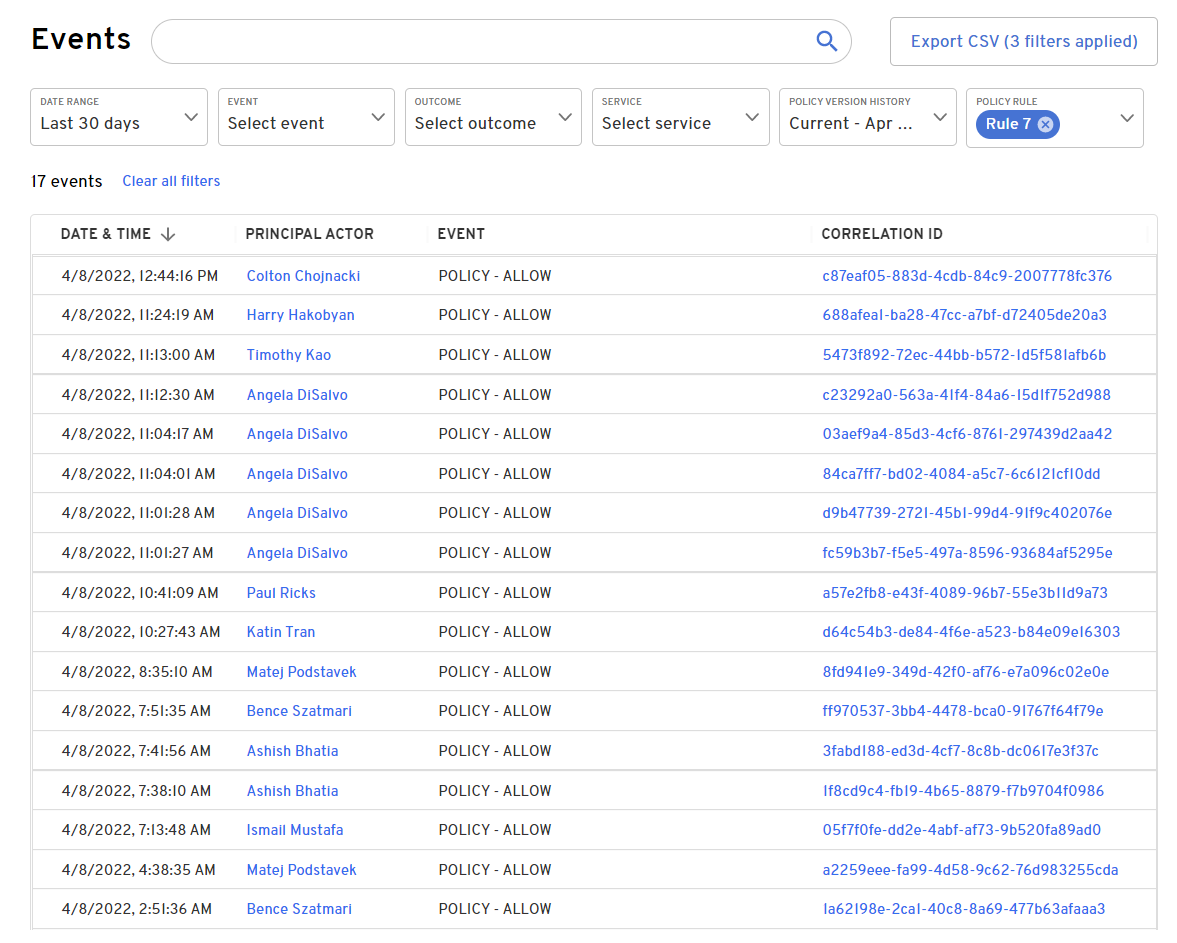 Events
Export CSV (3 filters applied)
DATE RANGE EVENT OUTCOME SERVICE POLICY VERSION HISTORY POLICY RULE
Last 30 days Select event Select outcome Select service Current - Apr ... Rule 7
17 events Clear all filters
DATE & TIME PRINCIPAL ACTOR EVENT CORRELATION ID
4/8/2022, 12:44:16 PM Colton Chojnacki POLICY - ALLOW c87eaf05-883d-4cdb-84c9-2007778fc376
4/8/2022, 11:24:19 AM Harry Hakobyan POLICY - ALLOW 688afea1-ba28-47cc-a7bf-d72405de20a3
4/8/2022, 11:13:00 AM Timothy Kao POLICY - ALLOW 5473f892-72ec-44bb-b572-1d5f581afb6b
4/8/2022, 11:12:30 AM Angela DiSalvo POLICY - ALLOW c23292a0-563a-41f4-84a6-15d1f752d988
4/8/2022, 11:04:17 AM Angela DiSalvo POLICY - ALLOW 03aef9a4-85d3-4cf6-8761-297439d2aa42
4/8/2022, 11:04:01 AM Angela DiSalvo POLICY - ALLOW 84ca7ff7-bd02-4084-a5c7-6c6121cf10dd
4/8/2022, 11:01:28 AM Angela DiSalvo POLICY - ALLOW d9b47739-2721-45b1-99d4-91f9c402076e
4/8/2022, 11:01:27 AM Angela DiSalvo POLICY - ALLOW fc59b3b7-f5e5-497a-8596-93684af5295e
4/8/2022, 10:41:09 AM Paul Ricks POLICY - ALLOW a57e2fb8-e43f-4089-96b7-55e3b11d9a73
4/8/2022, 10:27:43 AM Katin Tran POLICY - ALLOW d64c54b3-de84-4f6e-a523-b84e09e16303
4/8/2022, 8:35:10 AM Matej Podstavek POLICY - ALLOW 8fd941e9-349d-42f0-af76-e7a096c02e0e
4/8/2022, 7:51:35 AM Bence Szatmari POLICY - ALLOW ff970537-3bb4-4478-bca0-91767f64f79e
4/8/2022, 7:41:56 AM Ashish Bhatia POLICY - ALLOW 3fabd188-ed3d-4cf7-8c8b-dc0617e3f37c
4/8/2022, 7:38:10 AM Ashish Bhatia POLICY - ALLOW 1f8cd9c4-fb19-4b65-8879-f7b9704f0986
4/8/2022, 7:13:48 AM Ismail Mustafa POLICY - ALLOW 05f7f0fe-dd2e-4abf-af73-9b520fa89ad0
4/8/2022, 4:38:35 AM Matej Podstavek POLICY - ALLOW a2259eee-fa99-4d58-9c62-76d983255cda
4/8/2022, 2:51:36 AM Bence Szatmari POLICY - ALLOW 1a62198e-2ca1-40c8-8a69-477b63afaaa3